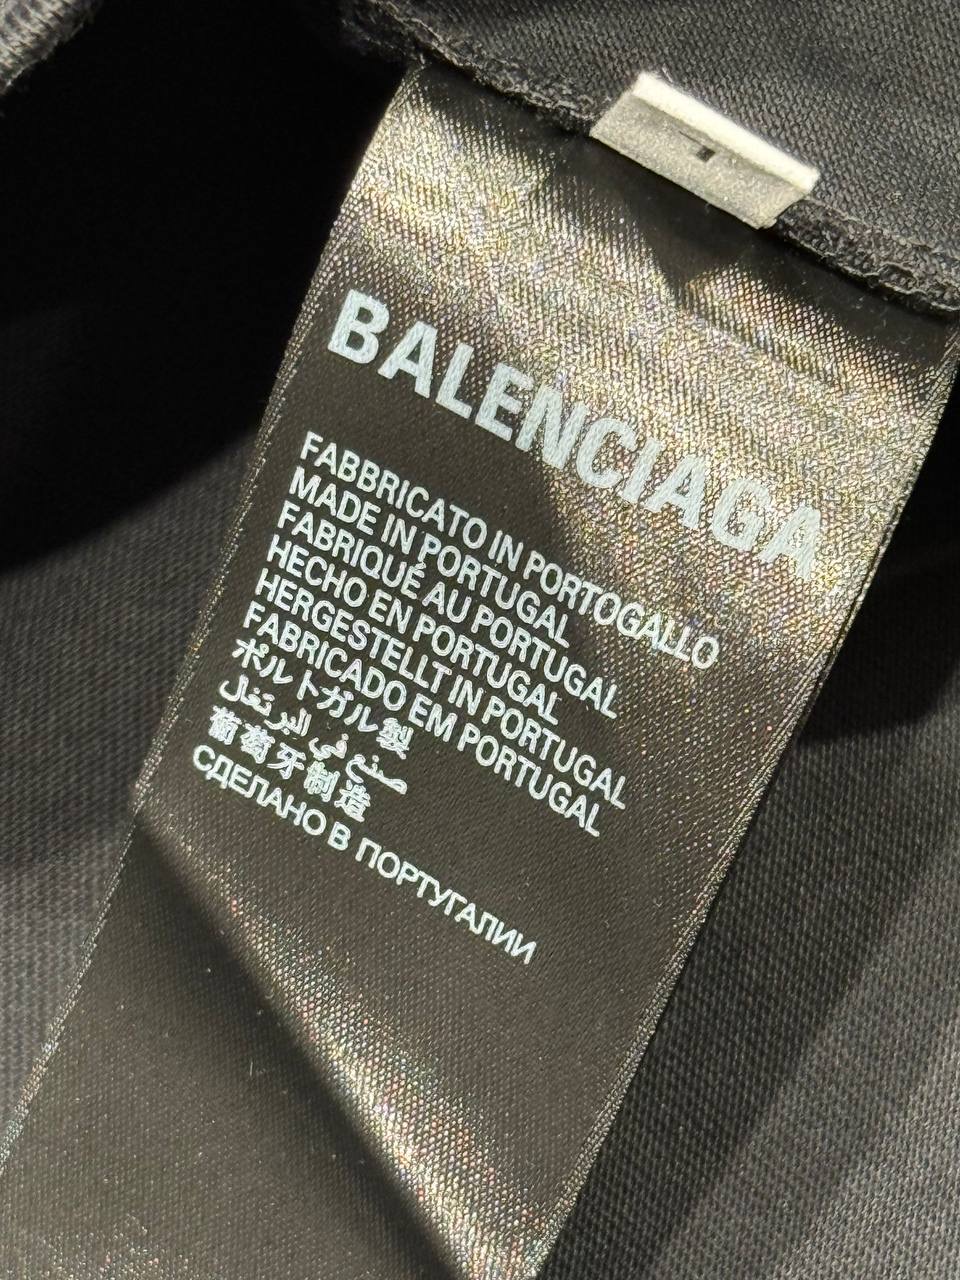 BALENCIAGA
FABBRICATO IN PORTOGALLO
MADE IN PORTUGAL
FABRIQUÉ AU PORTUGAL
HECHO EN PORTUGAL
HERGESTELLT IN PORTUGAL
FABRICADO EM PORTUGAL
ポルトガル製
صنع في البرتغال
葡萄牙制造
СДЕЛАНО В ПОРТУГАЛИИ